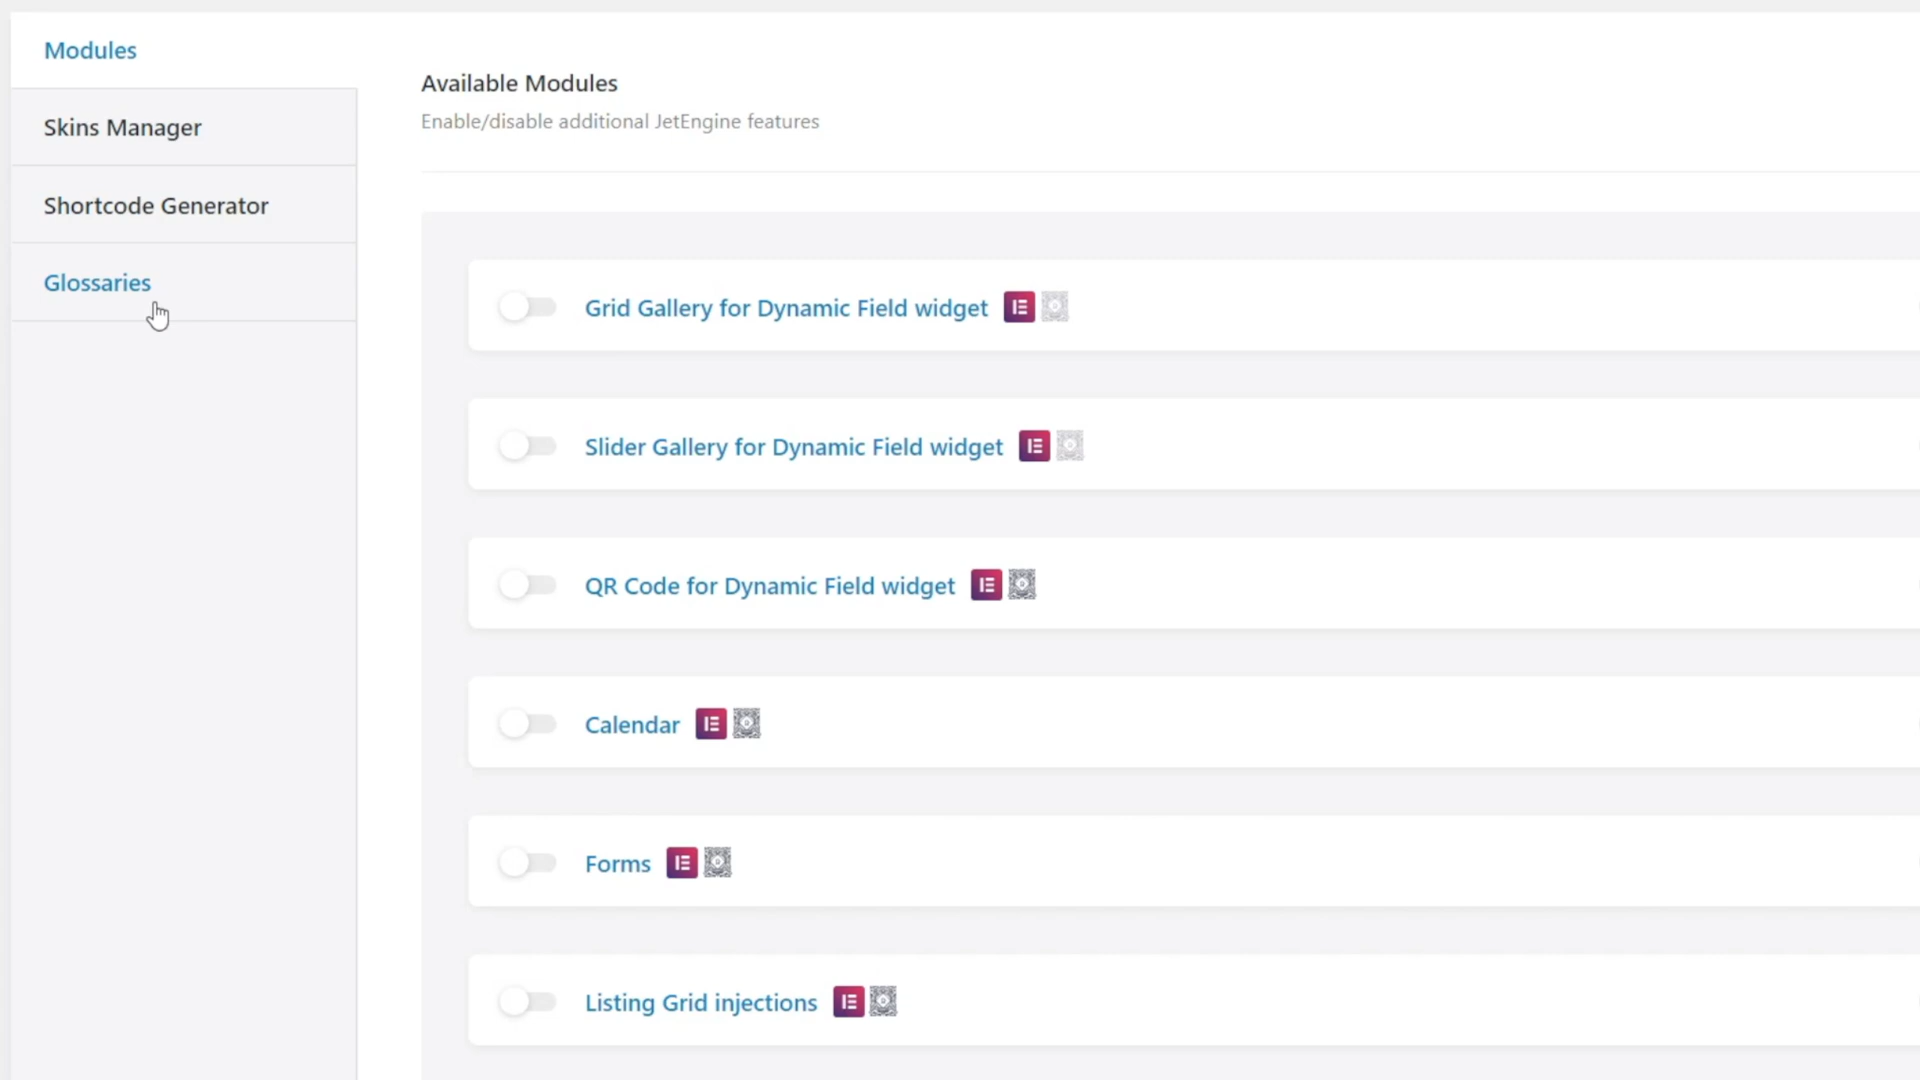 Modules
Skins Manager
Shortcode Generator
Glossaries
Available Modules
Enable/disable additional JetEngine features
Grid Gallery for Dynamic Field widget
Slider Gallery for Dynamic Field widget
QR Code for Dynamic Field widget
Calendar
Forms
Listing Grid injections